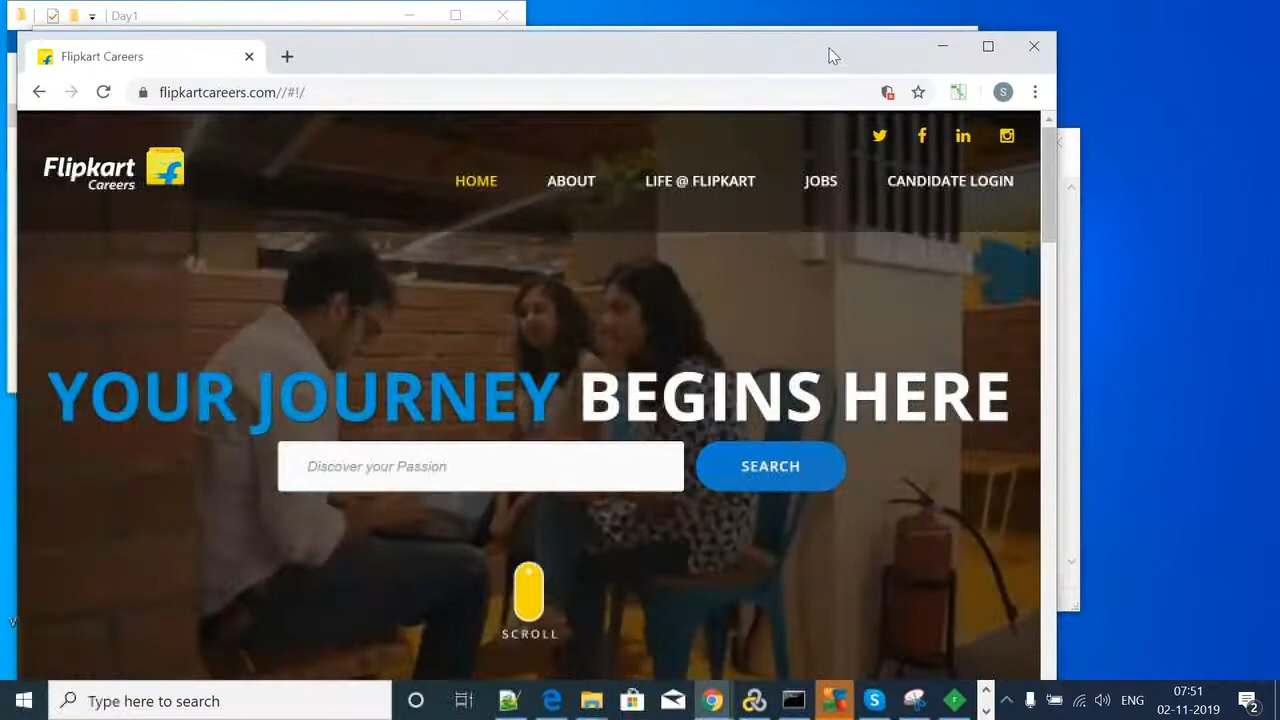 Day1
Flipkart Careers
flipkartcareers.com//#!/
S
Flipkart
Careers
HOME ABOUT LIFE @ FLIPKART JOBS CANDIDATE LOGIN
YOUR JOURNEY BEGINS HERE
Discover your Passion SEARCH
SCROLL
Type here to search
ENG
07:51
02-11-2019
2